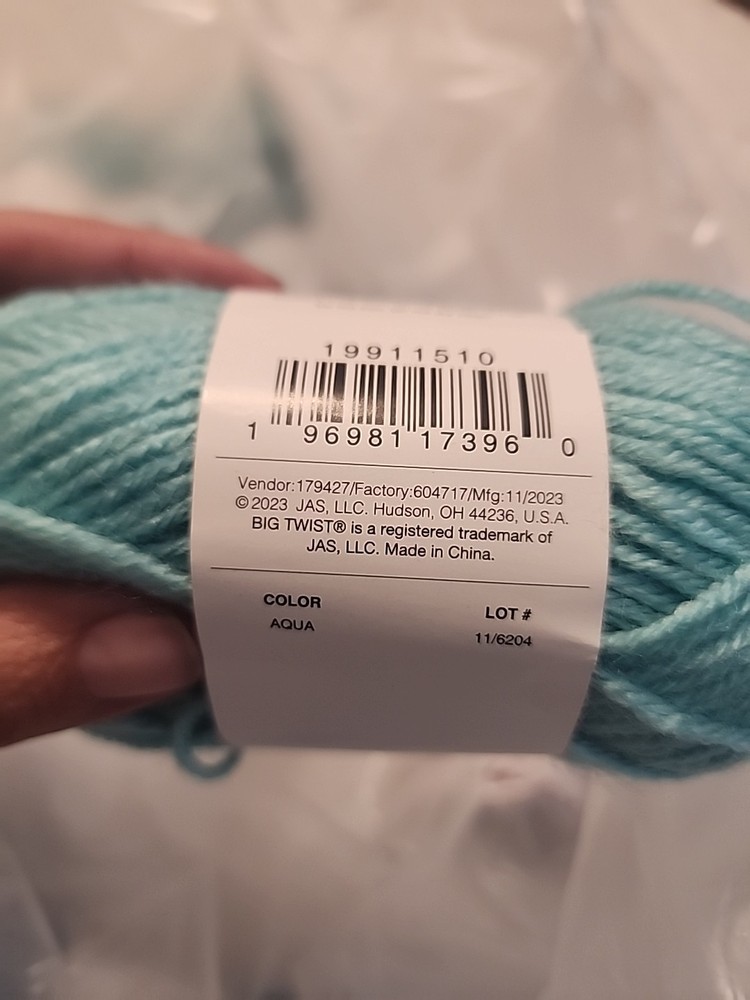 19911510
1 96981 17396 0
Vendor:179427/Factory:604717/Mfg:11/2023
©2023 JAS, LLC. Hudson, OH 44236, U.S.A.
BIG TWIST® is a registered trademark of
JAS, LLC. Made in China.
COLOR LOT #
AQUA 11/6204